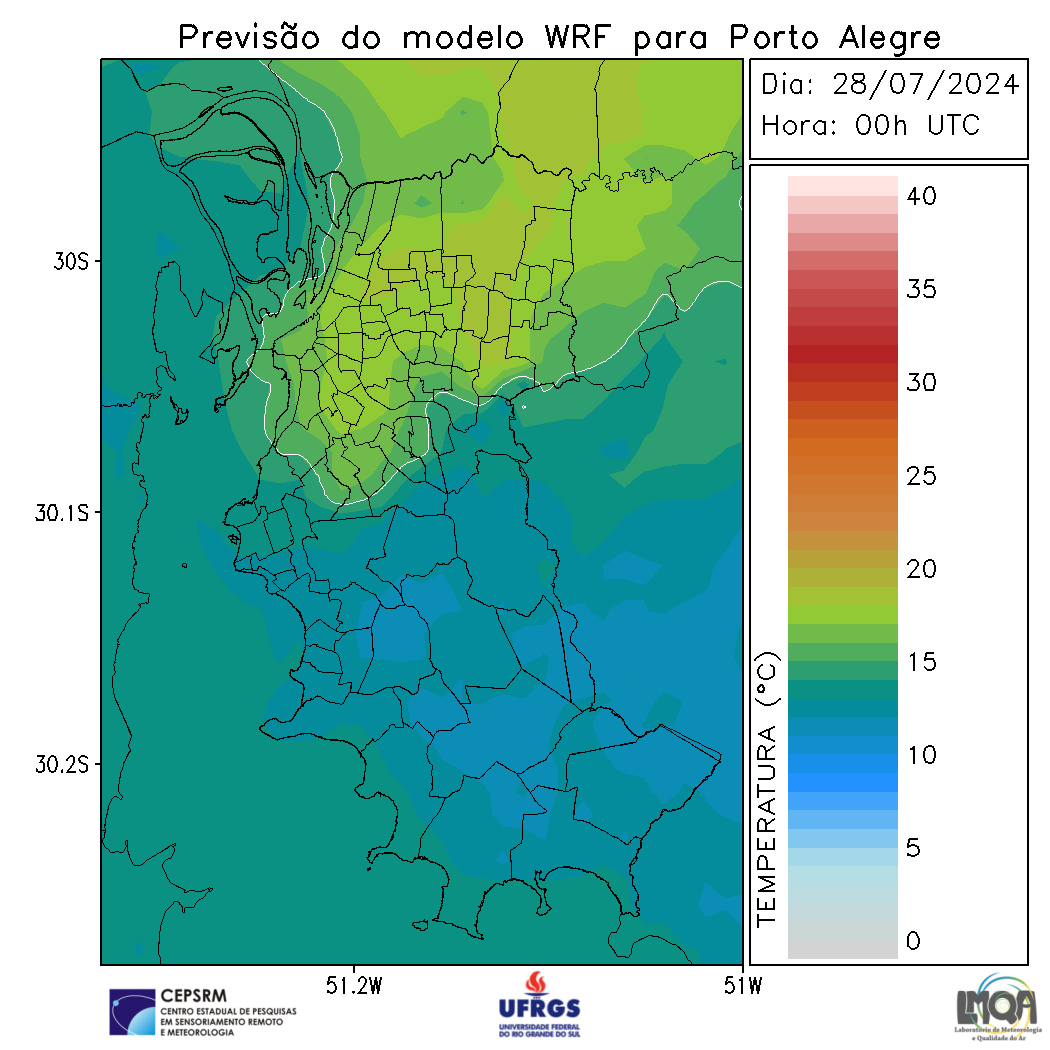 Previsão do modelo WRF para Porto Alegre
Dia: 28/07/2024
Hora: 00h UTC
40
35
30
25
20
15
10
5
0
TEMPERATURA (°C)
30S
30.1S
30.2S
51.2W
51W
CEPSRM
CENTRO ESTADUAL DE PESQUISAS
EM SENSORIAMENTO REMOTO
E METEOROLOGIA
UFRGS
UNIVERSIDADE FEDERAL
DO RIO GRANDE DO SUL
LMQA
Laboratório de Meteorologia
e Qualidade do Ar